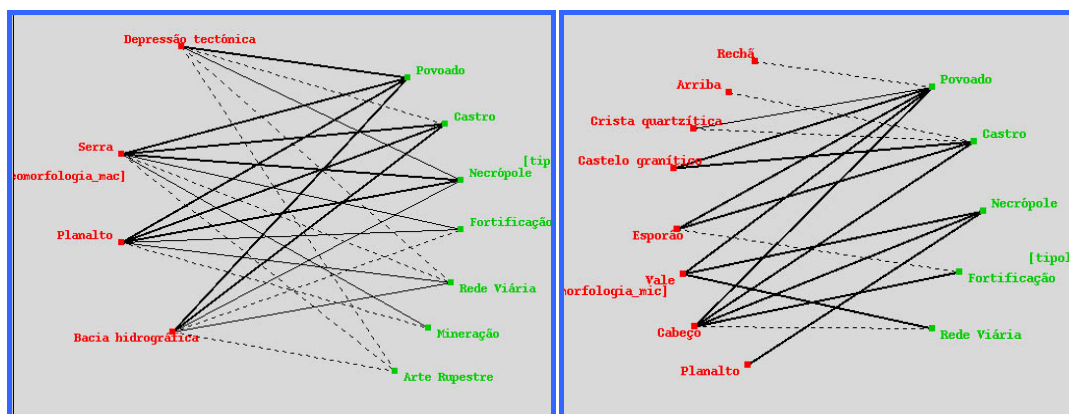 Depressão tectónica
Povoado
Castro
Serra
[tip
Necrópole
eomorfologia_mac]
Fortificação
Planalto
Rede Viária
Mineração
Bacia hidrográfica
Arte Rupestre
Rechã
Povoado
Arriba
Crista quartzítica
Castro
Castelo granítico
Necrópole
Esporão
[tipol
Fortificação
Vale
omorfologia_mic]
Cabeço
Rede Viária
Planalto